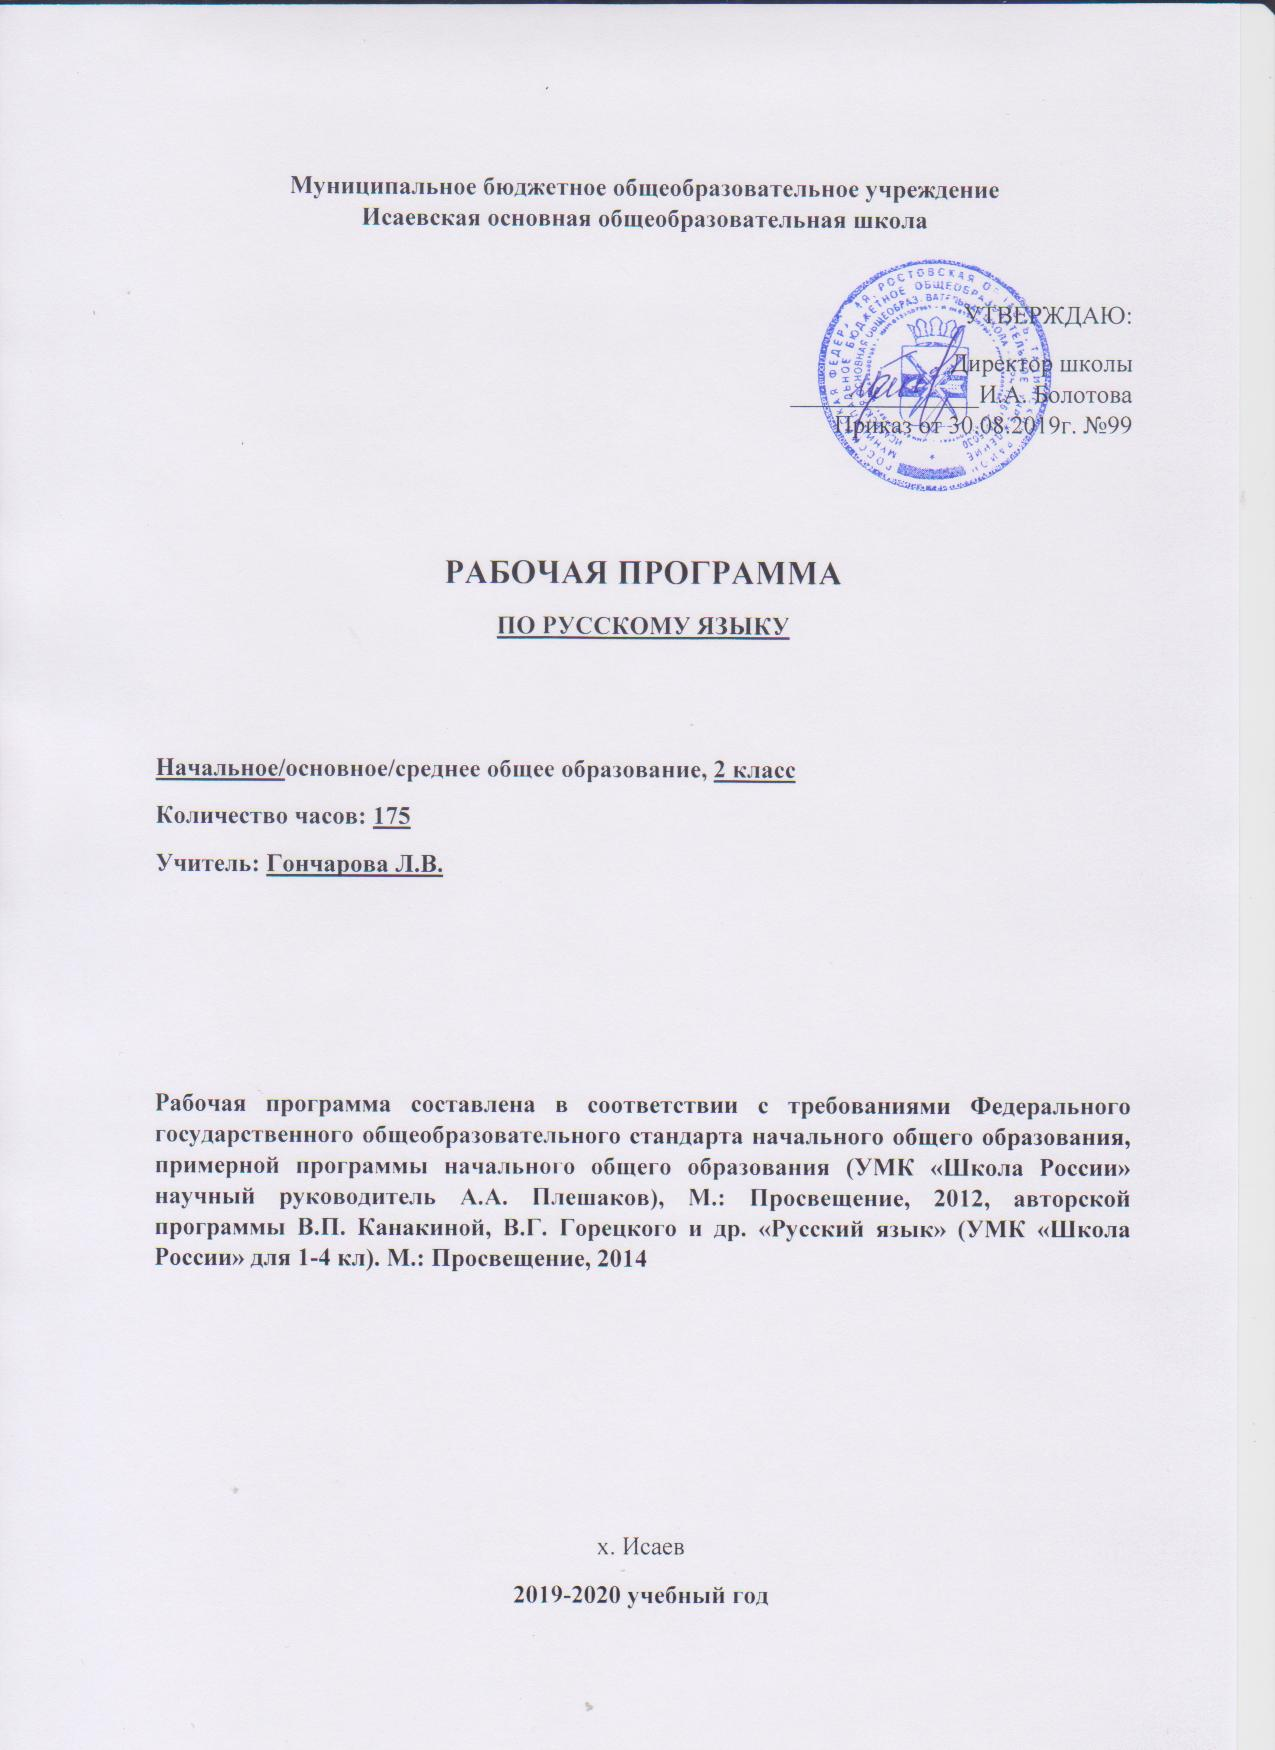 Муниципальное бюджетное общеобразовательное учреждение
Исаевская основная общеобразовательная школа
УТВЕРЖДАЮ:
Директор школы
И.А. Болотова
Приказ от 30.08.2019г. №99
РАБОЧАЯ ПРОГРАММА
ПО РУССКОМУ ЯЗЫКУ
Начальное/основное/среднее общее образование, 2 класс
Количество часов: 175
Учитель: Гончарова Л.В.
Рабочая программа составлена в соответствии с требованиями Федерального
государственного общеобразовательного стандарта начального общего образования,
примерной программы начального общего образования (УМК «Школа России»
научный руководитель А.А. Плешаков), М.: Просвещение, 2012, авторской
программы В.П. Канакиной, В.Г. Горецкого и др. «Русский язык» (УМК «Школа
России» для 1-4 кл). М.: Просвещение, 2014
х. Исаев
2019-2020 учебный год